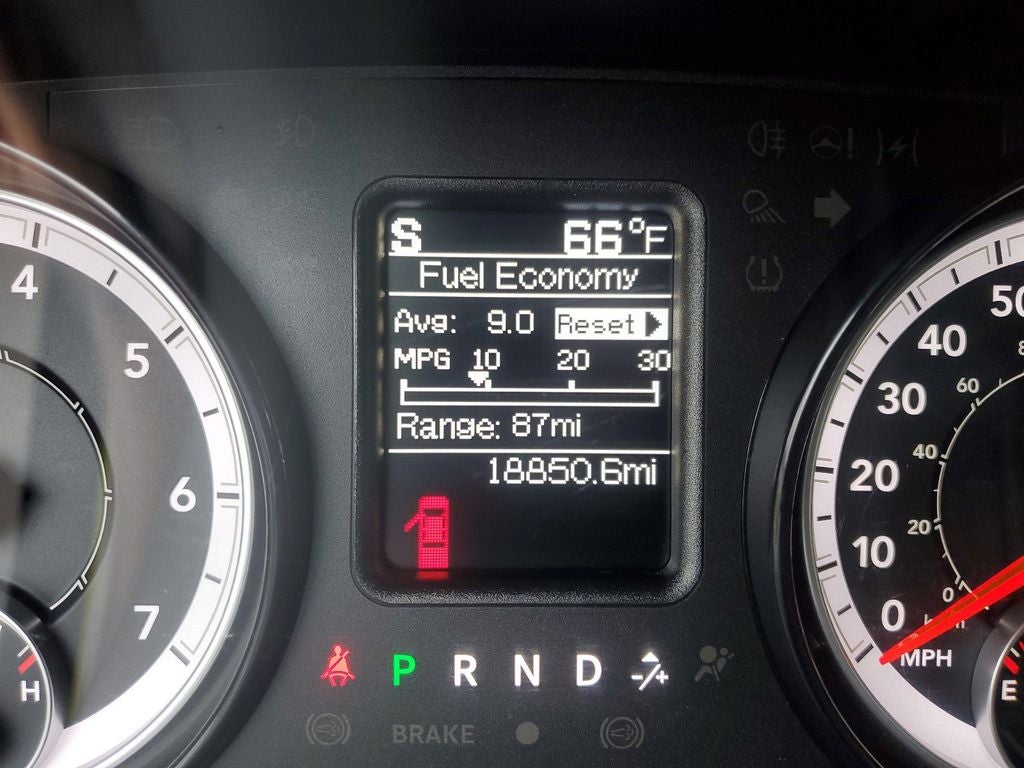 S 66°F
Fuel Economy
Avg: 9.0 Reset
MPG 10 20 30
Range: 87mi
18850.6mi
4
5
6
7
H
50
40
30
20
10
0
MPH
60
40
20
0
E
P R N D -/+
BRAKE